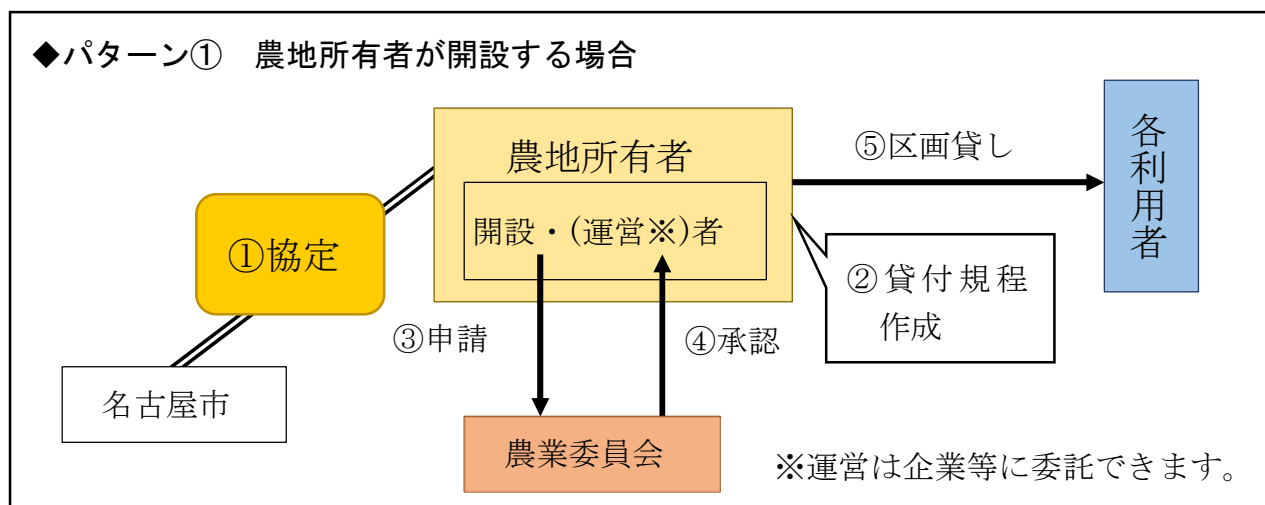 ◆パターン①　農地所有者が開設する場合
農地所有者
開設・(運営※)者
①協定
名古屋市
③申請
④承認
農業委員会
②貸付規程
作成
⑤区画貸し
各利用者
※運営は企業等に委託できます。